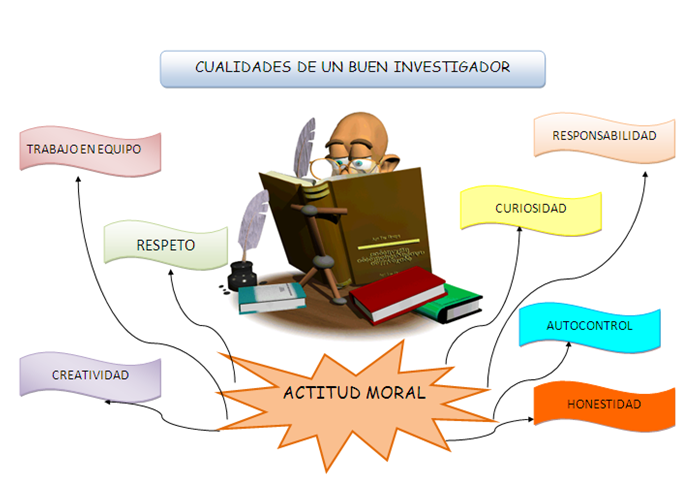 CUALIDADES DE UN BUEN INVESTIGADOR
TRABAJO EN EQUIPO
RESPONSABILIDAD
CURIOSIDAD
RESPETO
AUTOCONTROL
CREATIVIDAD
ACTITUD MORAL
HONESTIDAD